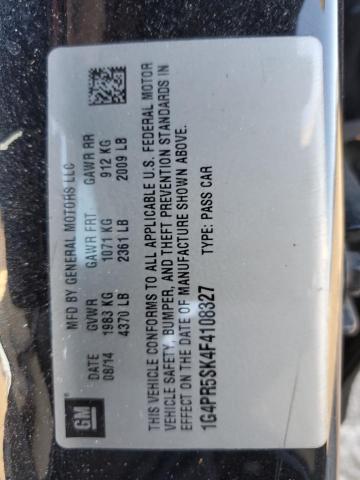 MFD BY GENERAL MOTORS LLC
DATE GVWR GAWR FRT GAWR RR
08/14 1983 KG 1071 KG 912 KG
4370 LB 2361 LB 2009 LB
THIS VEHICLE CONFORMS TO ALL APPLICABLE U.S. FEDERAL MOTOR
VEHICLE SAFETY, BUMPER, AND THEFT PREVENTION STANDARDS IN
EFFECT ON THE DATE OF MANUFACTURE SHOWN ABOVE.
1G4PR5SK4F4108327 TYPE: PASS CAR
GM